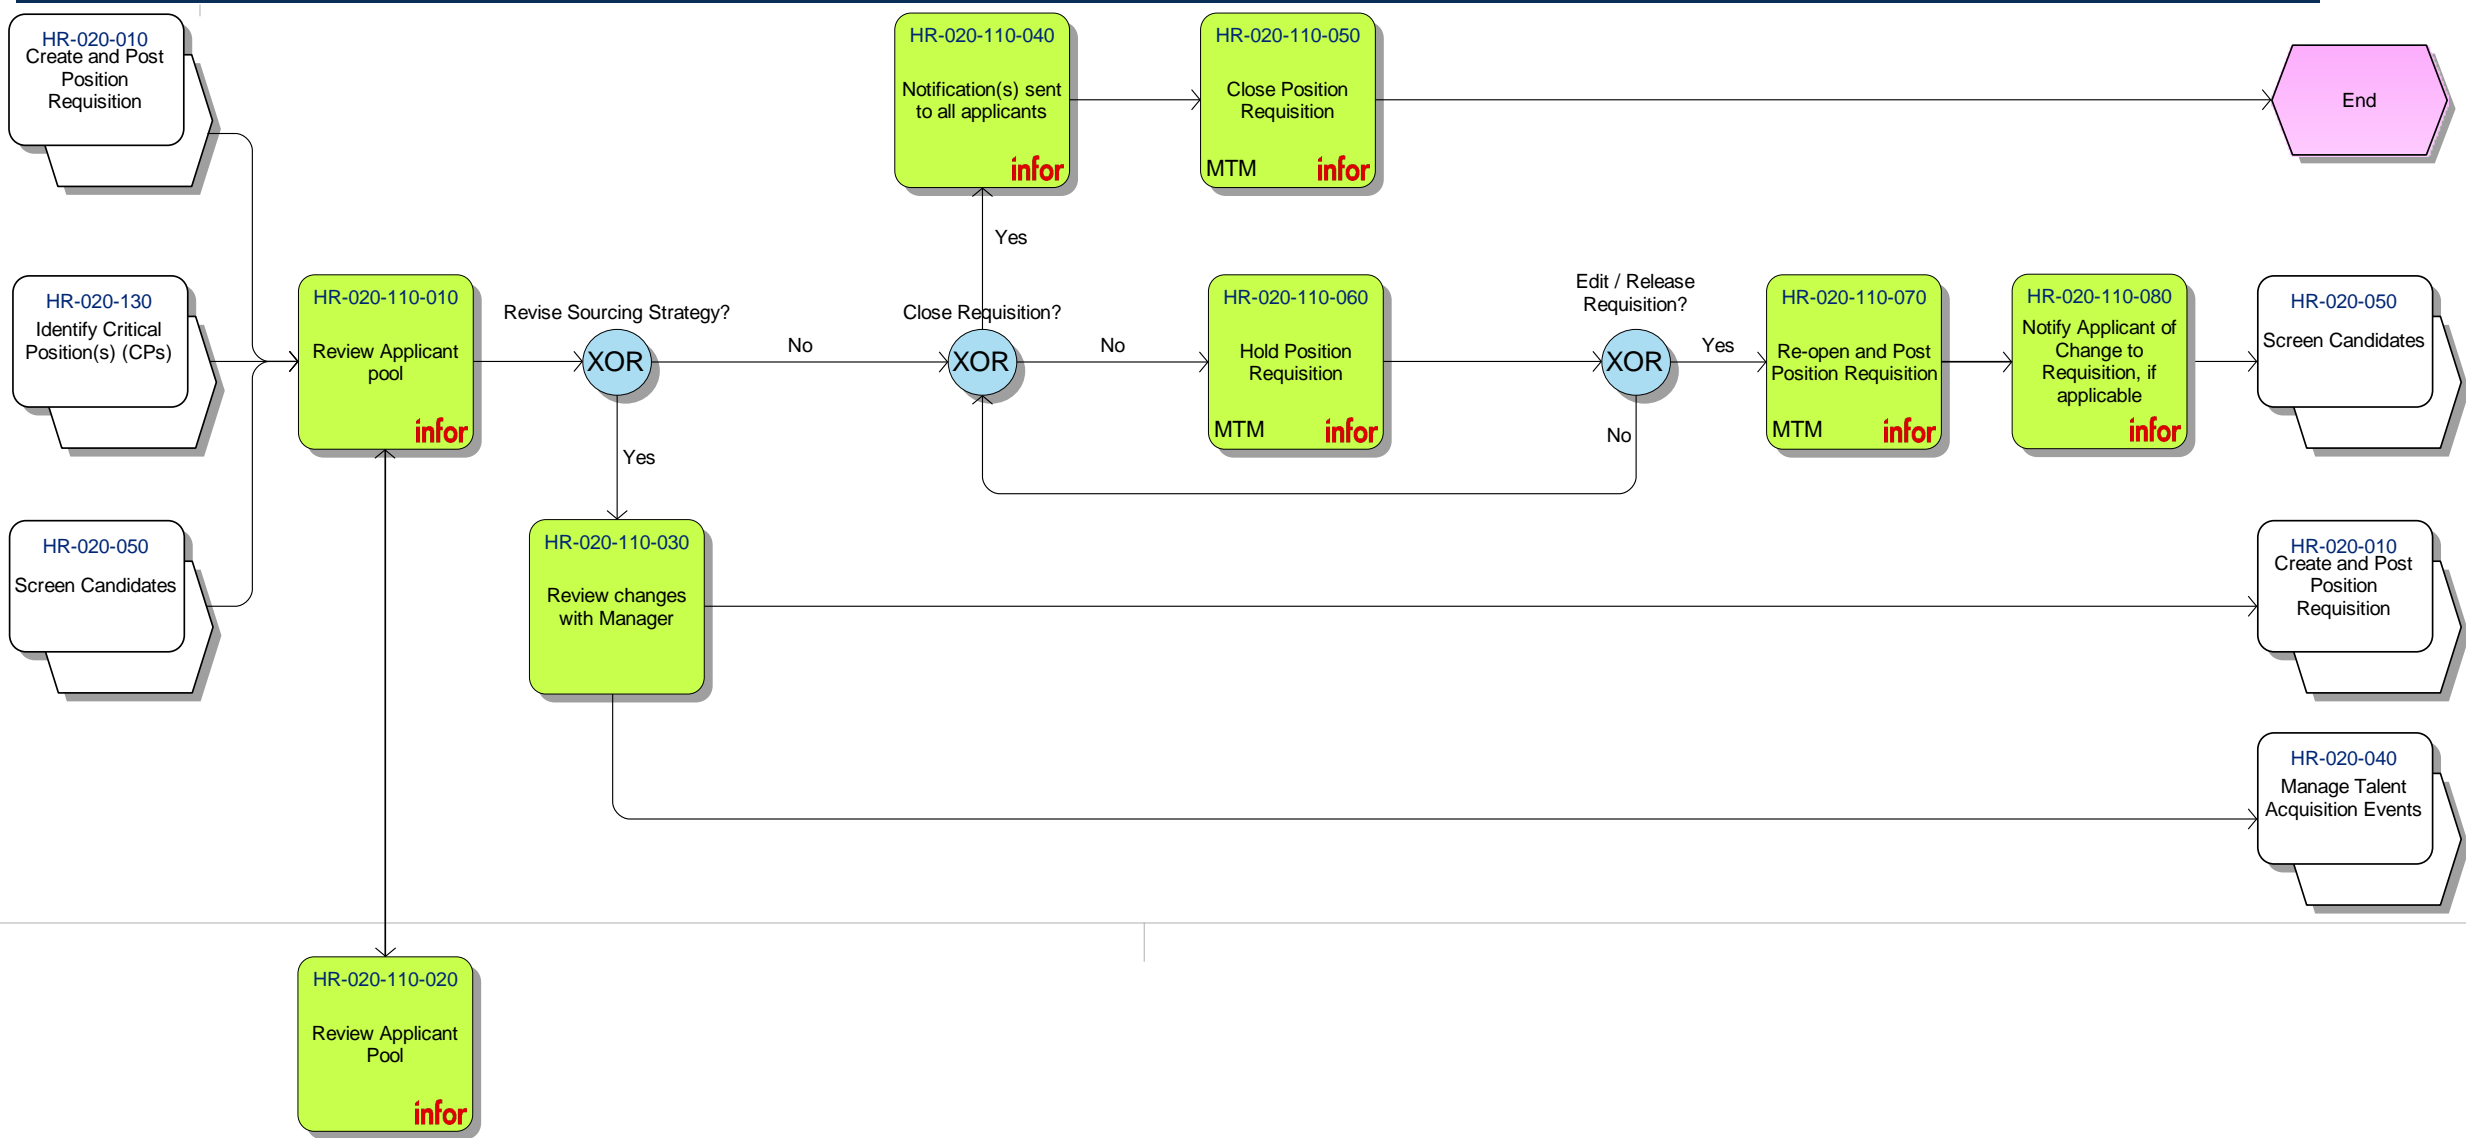 HR-020-010
Create and Post
Position
Requisition
HR-020-110-040
Notification(s) sent
to all applicants
infor
HR-020-110-050
Close Position
Requisition
MTM
infor
End
Yes
HR-020-130
Identify Critical
Position(s) (CPs)
HR-020-110-010
Review Applicant
pool
infor
Revise Sourcing Strategy?
XOR
No
Yes
Close Requisition?
XOR
No
HR-020-110-060
Hold Position
Requisition
MTM
infor
Edit / Release
Requisition?
XOR
Yes
No
HR-020-110-070
Re-open and Post
Position Requisition
MTM
infor
HR-020-110-080
Notify Applicant of
Change to
Requisition, if
applicable
infor
HR-020-050
Screen Candidates
HR-020-050
Screen Candidates
HR-020-110-030
Review changes
with Manager
HR-020-010
Create and Post
Position
Requisition
HR-020-040
Manage Talent
Acquisition Events
HR-020-110-020
Review Applicant
Pool
infor